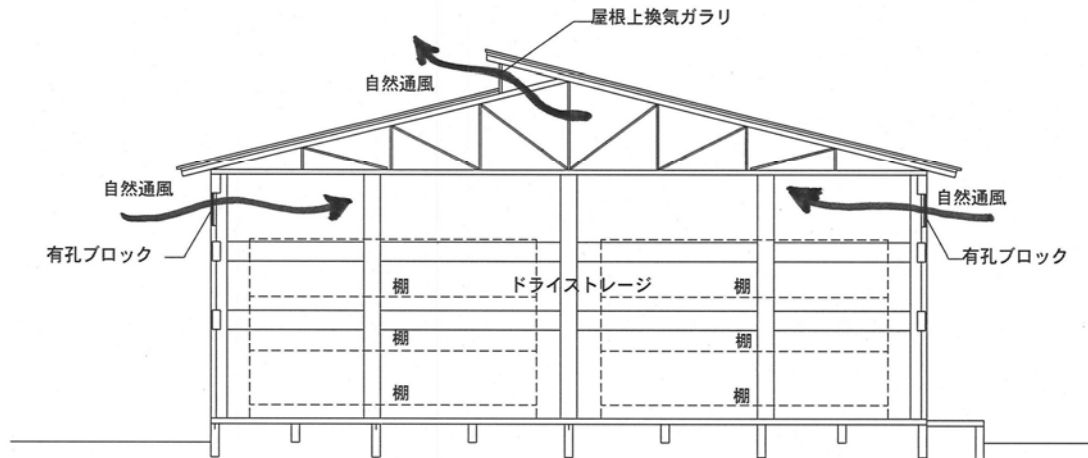 屋根上換気ガラリ
自然通風
自然通風
自然通風
有孔ブロック
有孔ブロック
棚
ドライストレージ
棚
棚
棚
棚
棚